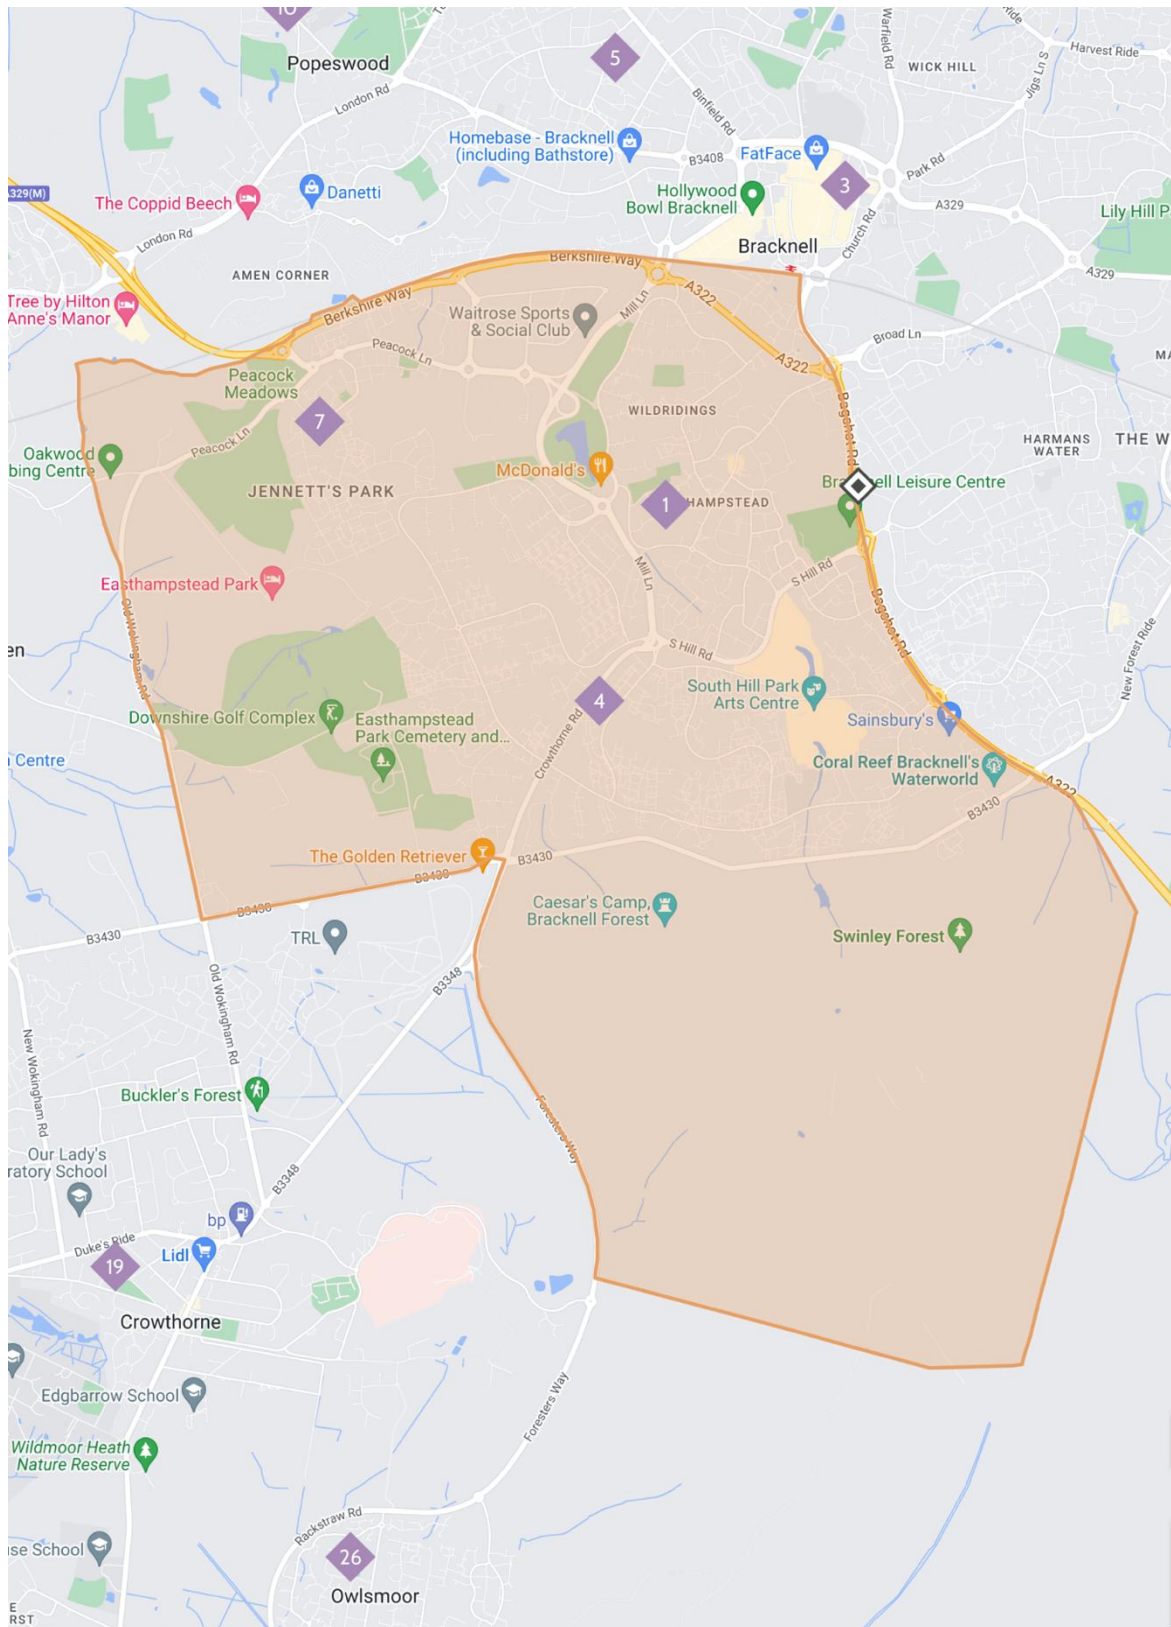 Popeswood
5
WICK HILL
Warfield Rd
Harvest Ride
Jigs Ln S
London Rd
Binfield Rd
Homebase - Bracknell
(including Bathstore)
B3408
FatFace
3
Park Rd
A329
329(M)
The Coppid Beech
Danetti
Hollywood
Bowl Bracknell
Lily Hill P
London Rd
Bracknell
Church Rd
A329
AMEN CORNER
Berkshire Way
Tree by Hilton
Anne's Manor
Berkshire Way
Waitrose Sports
& Social Club
Mill Ln
A322
Broad Ln
Peacock Ln
A322
MA
Peacock
Meadows
7
WILDRIDINGS
Bagshot Rd
HARMANS
WATER
THE W
Oakwood
bing Centre
Peacock Ln
McDonald's
Bracknell Leisure Centre
JENNETT'S PARK
1
HAMPSTEAD
Mill Ln
S Hill Rd
Easthampstead Park
Old Wokingham Rd
Bagshot Rd
New Forest Ride
en
S Hill Rd
4
South Hill Park
Arts Centre
Downshire Golf Complex
Easthampstead
Park Cemetery and...
Crowthorne Rd
Sainsbury's
Centre
Coral Reef Bracknell's
Waterworld
A322
B3430
The Golden Retriever
B3430
B3430
Caesar's Camp,
Bracknell Forest
B3430
B3430
TRL
Swinley Forest
Old Wokingham Rd
B3348
New Wokingham Rd
Buckler's Forest
Foresters Way
Our Lady's
ratory School
B3348
bp
Duke's Ride
Lidl
19
Crowthorne
Edgbarrow School
Foresters Way
Wildmoor Heath
Nature Reserve
Rackstraw Rd
use School
26
Owlsmoor
E
RST